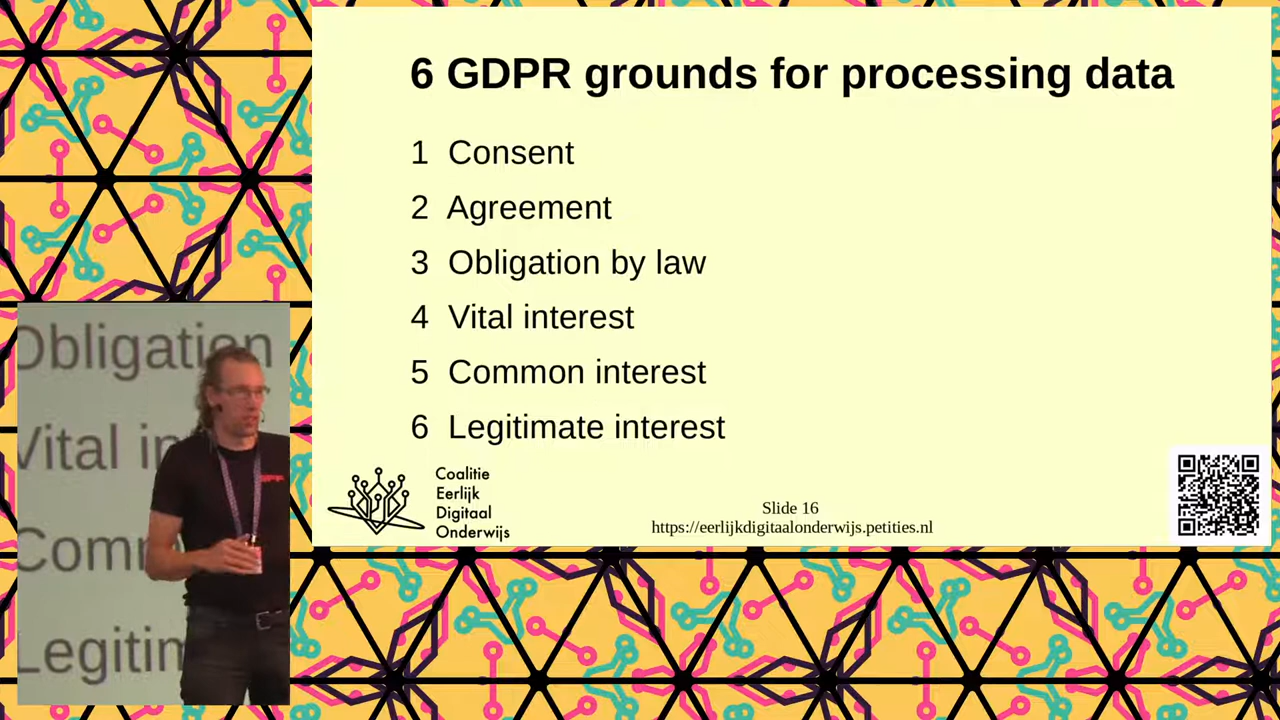 6 GDPR grounds for processing data
1 Consent
2 Agreement
3 Obligation by law
4 Vital interest
5 Common interest
6 Legitimate interest
Coalitie
Eerlijk
Digitaal
Onderwijs
Slide 16
https://eerlijkdigitaalonderwijs.petities.nl
Obligation
Vital in
Comm
Legitim